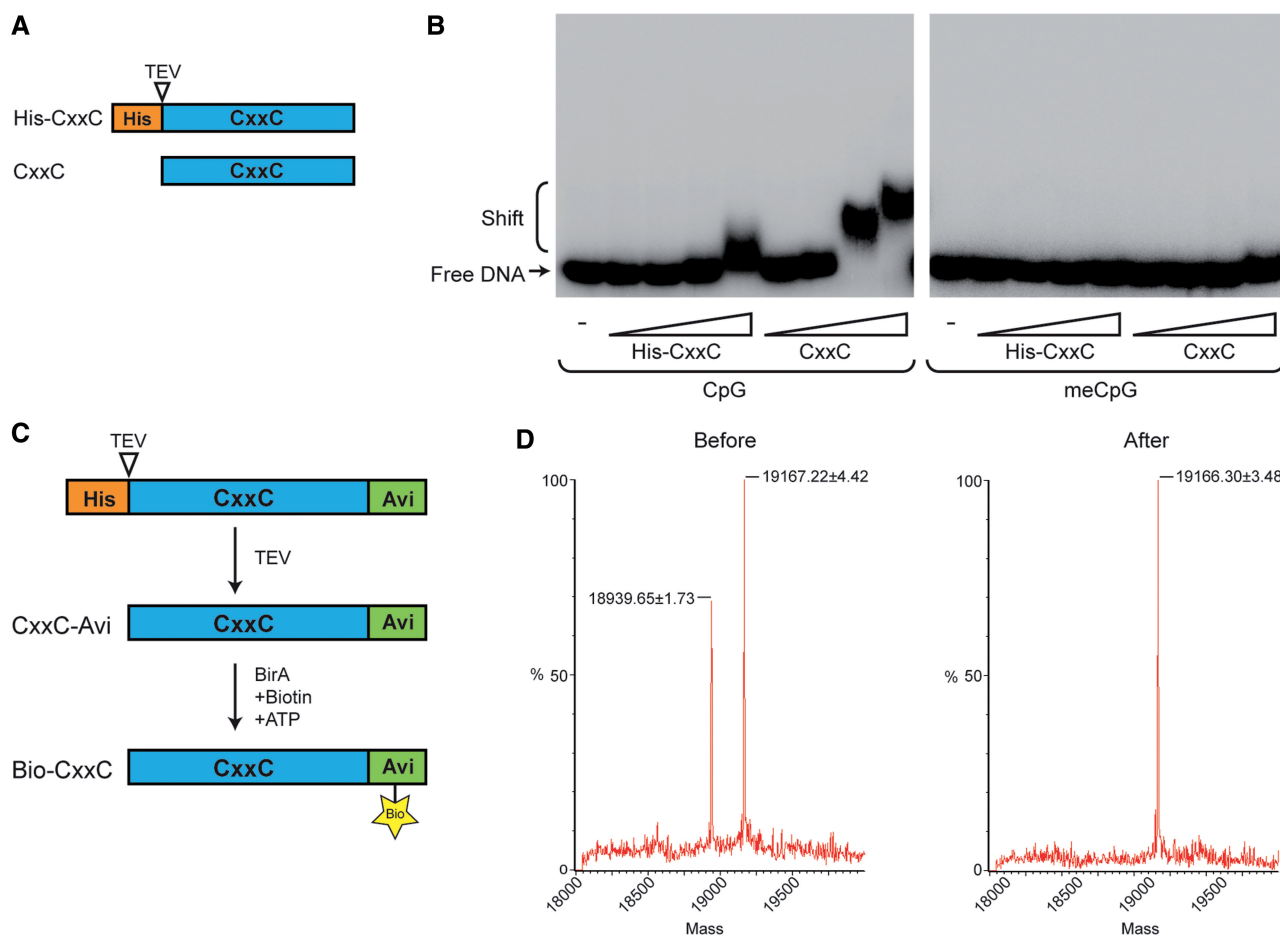 A
TEV
His-CxxC
His
CxxC
CxxC
CxxC
B
Shift
Free DNA
-
His-CxxC
CxxC
CpG
-
His-CxxC
CxxC
meCpG
C
TEV
His
CxxC
Avi
TEV
CxxC-Avi
CxxC
Avi
BirA
+Biotin
+ATP
Bio-CxxC
CxxC
Avi
Bio
D
Before
100
19167.22±4.42
18939.65±1.73
% 50
0
18000
18500
19000
19500
Mass
After
100
19166.30±3.48
% 50
0
18000
18500
19000
19500
Mass